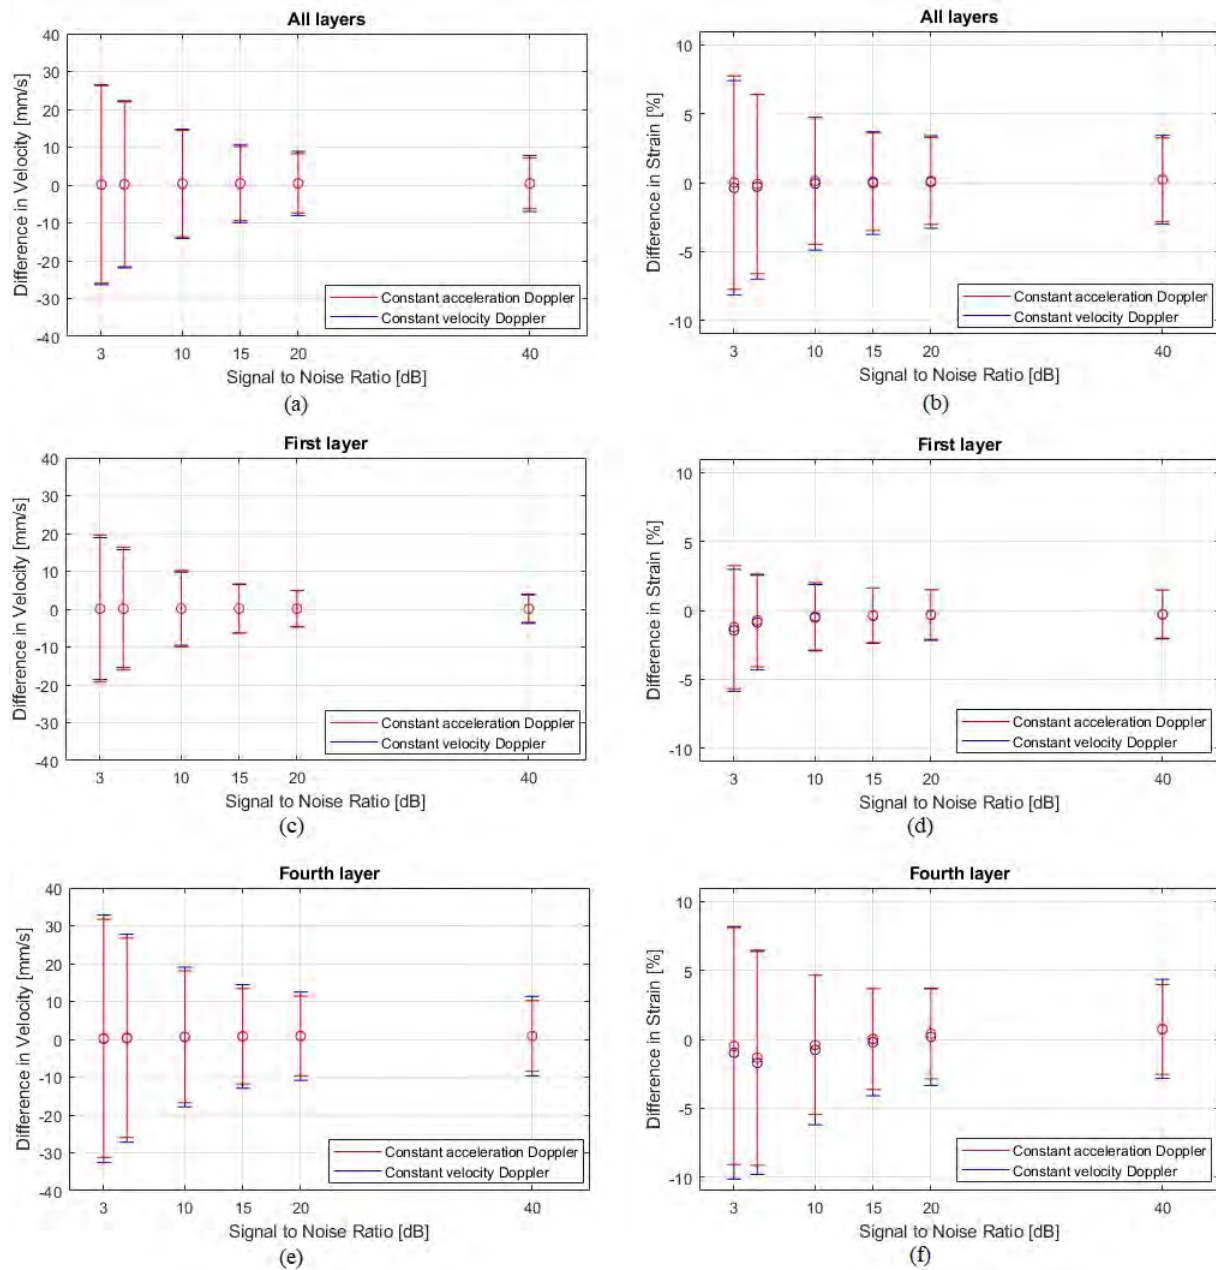 All layers
40
30
20
10
0
-10
-20
-30
-40
Difference in Velocity [mm/s]
Constant acceleration Doppler
Constant velocity Doppler
3 10 15 20 40
Signal to Noise Ratio [dB]
(a)
All layers
10
5
0
-5
-10
Difference in Strain [%]
Constant acceleration Doppler
Constant velocity Doppler
3 10 15 20 40
Signal to Noise Ratio [dB]
(b)
First layer
40
30
20
10
0
-10
-20
-30
-40
Difference in Velocity [mm/s]
Constant acceleration Doppler
Constant velocity Doppler
3 10 15 20 40
Signal to Noise Ratio [dB]
(c)
First layer
10
5
0
-5
-10
Difference in Strain [%]
Constant acceleration Doppler
Constant velocity Doppler
3 10 15 20 40
Signal to Noise Ratio [dB]
(d)
Fourth layer
40
30
20
10
0
-10
-20
-30
-40
Difference in Velocity [mm/s]
Constant acceleration Doppler
Constant velocity Doppler
3 10 15 20 40
Signal to Noise Ratio [dB]
(e)
Fourth layer
10
5
0
-5
-10
Difference in Strain [%]
Constant acceleration Doppler
Constant velocity Doppler
3 10 15 20 40
Signal to Noise Ratio [dB]
(f)